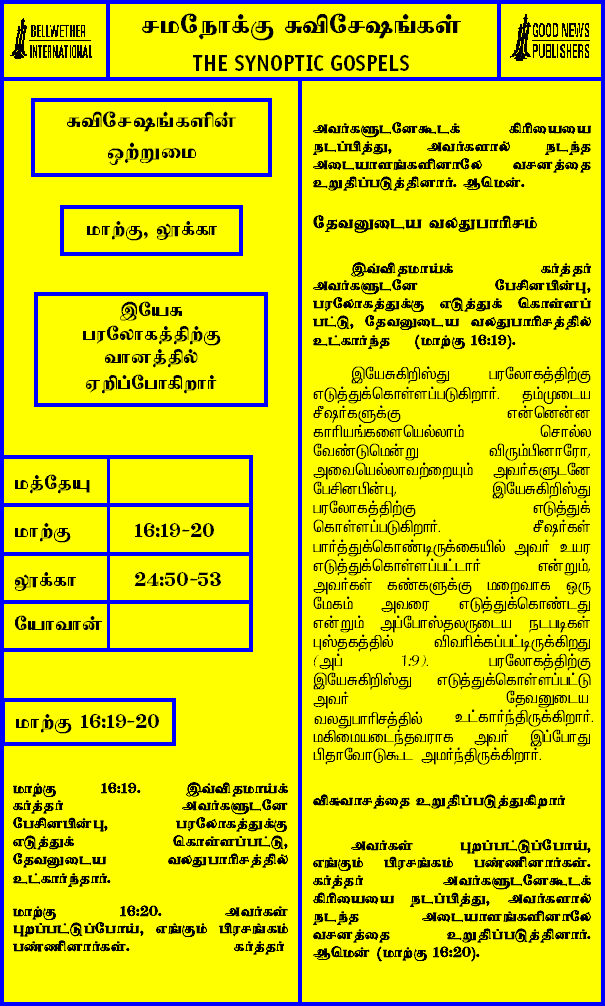 BELLWETHER
INTERNATIONAL
சமநோக்கு சுவிசேஷங்கள்
THE SYNOPTIC GOSPELS
GOOD NEWS
PUBLISHERS
சுவிசேஷங்களின்
ஒற்றுமை
மாற்கு, லூக்கா
இயேசு
பரலோகத்திற்கு
வானத்தில்
ஏறிப்போகிறார்
மத்தேயு
மாற்கு 16:19-20
லூக்கா 24:50-53
யோவான்
மாற்கு 16:19-20
மாற்கு 16:19. இவ்விதமாய்க்
கர்த்தர் அவர்களுடனே
பேசினபின்பு, பரலோகத்துக்கு
எடுத்துக் கொள்ளப்பட்டு,
தேவனுடைய வலதுபாரிசத்தில்
உட்கார்ந்தார்.
மாற்கு 16:20. அவர்கள்
புறப்பட்டுப்போய், எங்கும் பிரசங்கம்
பண்ணினார்கள். கர்த்தர்
அவர்களுடனேகூடக் கிரியையை
நடப்பித்து, அவர்களால் நடந்த
அடையாளங்களினாலே வசனத்தை
உறுதிப்படுத்தினார். ஆமென்.
தேவனுடைய வலதுபாரிசம்
இவ்விதமாய்க் கர்த்தர்
அவர்களுடனே பேசினபின்பு,
பரலோகத்துக்கு எடுத்துக் கொள்ளப்
பட்டு, தேவனுடைய வலதுபாரிசத்தில்
உட்கார்ந்த (மாற்கு 16:19).
இயேசுகிறிஸ்து பரலோகத்திற்கு
எடுத்துக்கொள்ளப்படுகிறார். தம்முடைய
சீஷர்களுக்கு என்னென்ன
காரியங்களையெல்லாம் சொல்ல
வேண்டுமென்று விரும்பினாரோ,
அவையெல்லாவற்றையும் அவர்களுடனே
பேசினபின்பு, இயேசுகிறிஸ்து
பரலோகத்திற்கு எடுத்துக்
கொள்ளப்படுகிறார். சீஷர்கள்
பார்த்துக்கொண்டிருக்கையில் அவர் உயர
எடுத்துக்கொள்ளப்பட்டார் என்றும்,
அவர்கள் கண்களுக்கு மறைவாக ஒரு
மேகம் அவரை எடுத்துக்கொண்டது
என்றும் அப்போஸ்தலருடைய நடபடிகள்
புஸ்தகத்தில் விவரிக்கப்பட்டிருக்கிறது
(அப் 1:9). பரலோகத்திற்கு
இயேசுகிறிஸ்து எடுத்துக்கொள்ளப்பட்டு
அவர் தேவனுடைய
வலதுபாரிசத்தில் உட்கார்ந்திருக்கிறார்.
மகிமையடைந்தவராக அவர் இப்போது
பிதாவோடுகூட அமர்ந்திருக்கிறார்.
விசுவாசத்தை உறுதிப்படுத்துகிறார்
அவர்கள் புறப்பட்டுப்போய்,
எங்கும் பிரசங்கம் பண்ணினார்கள்.
கர்த்தர் அவர்களுடனேகூடக்
கிரியையை நடப்பித்து, அவர்களால்
நடந்த அடையாளங்களினாலே
வசனத்தை உறுதிப்படுத்தினார்.
ஆமென் (மாற்கு 16:20).